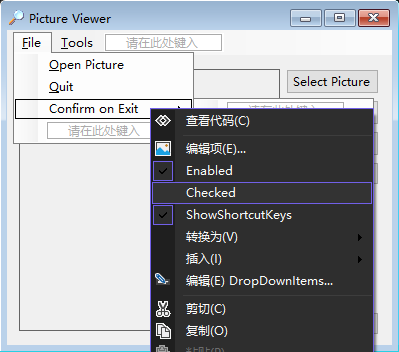 Picture Viewer
File Tools 请在此处键入
Open Picture
Select Picture
Quit
Confirm on Exit
请在此处键入
请在此处键入
查看代码(C)
编辑项(E)...
Enabled
Checked
ShowShortcutKeys
转换为(V)
插入(I)
编辑(E) DropDownItems...
剪切(C)
复制(O)